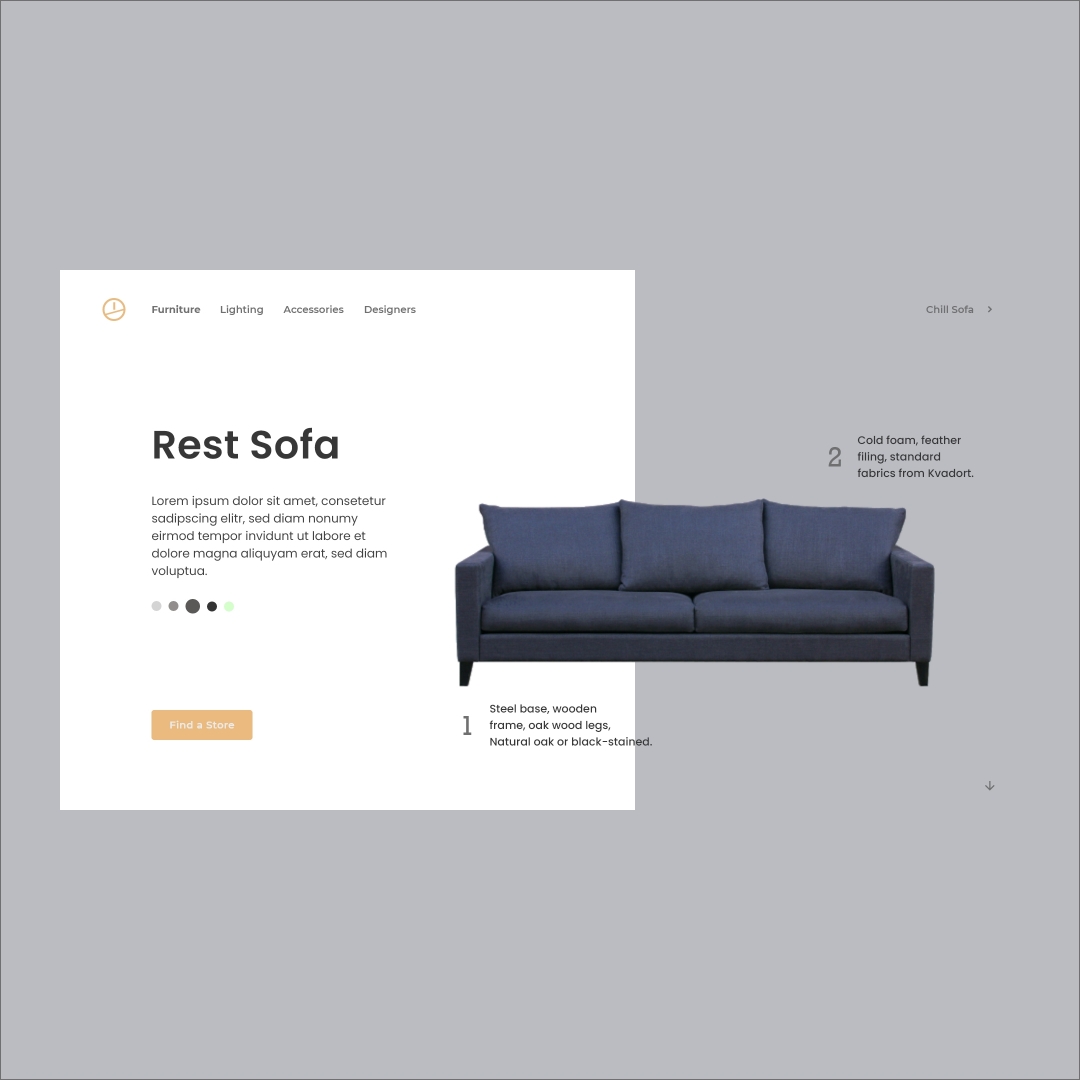 Furniture Lighting Accessories Designers
Chill Sofa
Rest Sofa
Lorem ipsum dolor sit amet, consetetur
sadipscing elitr, sed diam nonumy
eirmod tempor invidunt ut labore et
dolore magna aliquyam erat, sed diam
voluptua.
Find a Store
2
Cold foam, feather
filing, standard
fabrics from Kvadort.
1
Steel base, wooden
frame, oak wood legs,
Natural oak or black-stained.